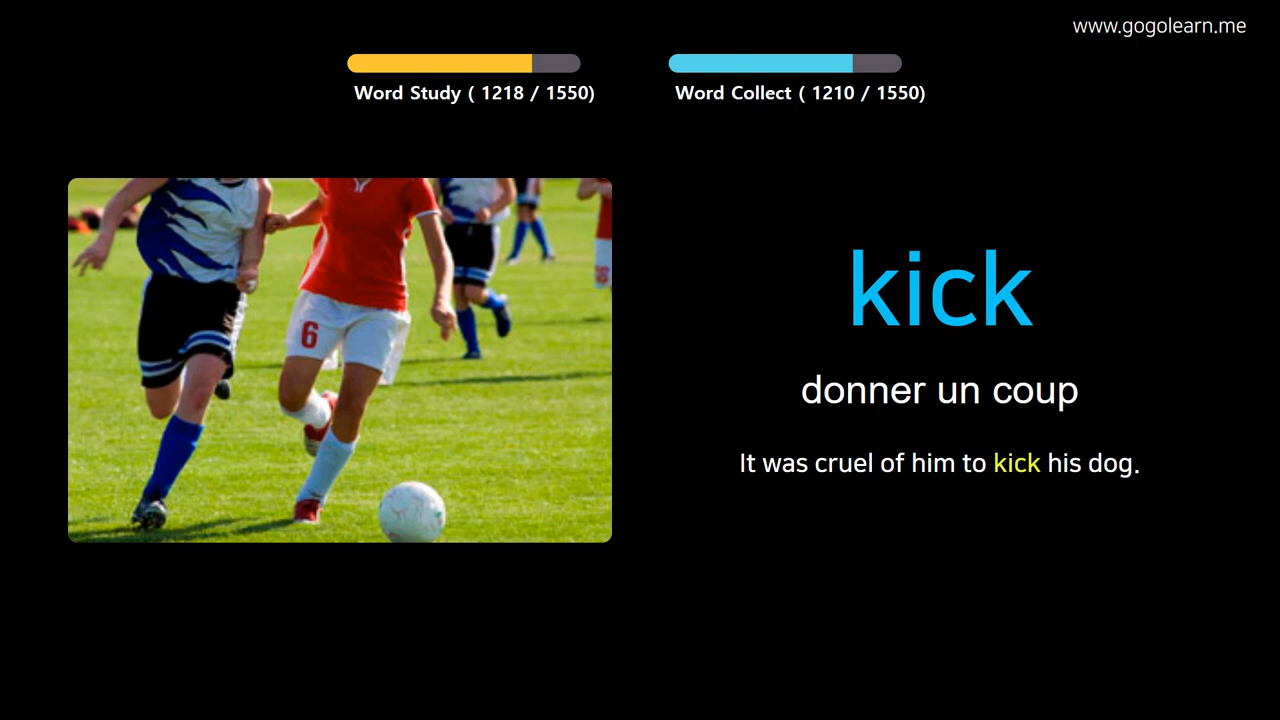 www.gogolearn.me
Word Study ( 1218 / 1550)
Word Collect ( 1210 / 1550)
6
kick
donner un coup
It was cruel of him to kick his dog.